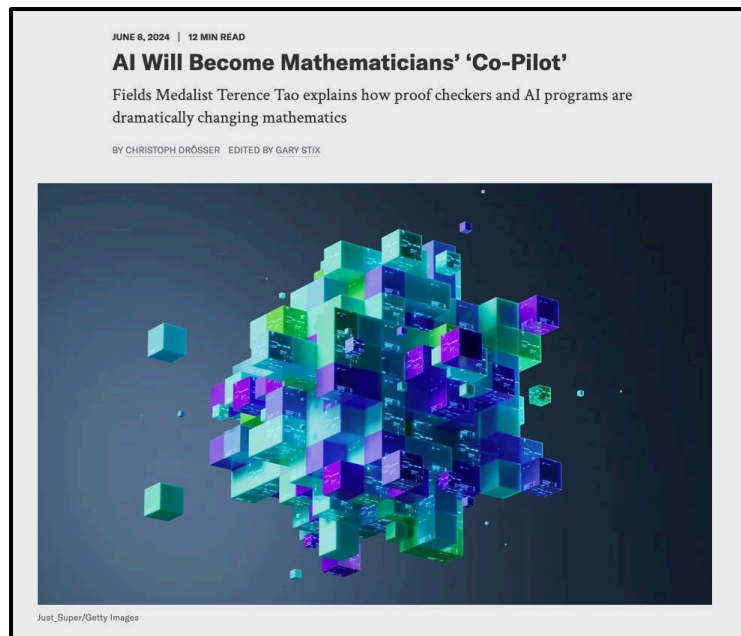 JUNE 8, 2024 | 12 MIN READ
AI Will Become Mathematicians’ ‘Co-Pilot’
Fields Medalist Terence Tao explains how proof checkers and AI programs are
dramatically changing mathematics
BY CHRISTOPH DRÖSSER EDITED BY GARY STIX
Just_Super/Getty Images